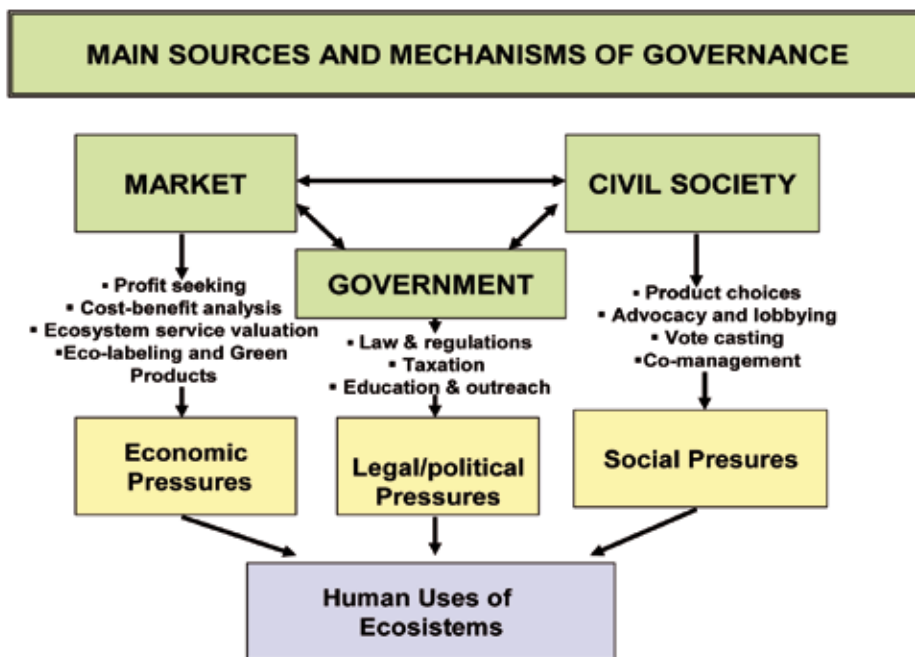 MAIN SOURCES AND MECHANISMS OF GOVERNANCE
MARKET
CIVIL SOCIETY
GOVERNMENT
▪ Profit seeking
▪ Cost-benefit analysis
▪ Ecosystem service valuation
▪Eco-labeling and Green
Products
▪ Law & regulations
▪ Taxation
▪ Education & outreach
▪ Product choices
▪ Advocacy and lobbying
▪ Vote casting
▪Co-management
Economic
Pressures
Legal/political
Pressures
Social Presures
Human Uses of
Ecosistems